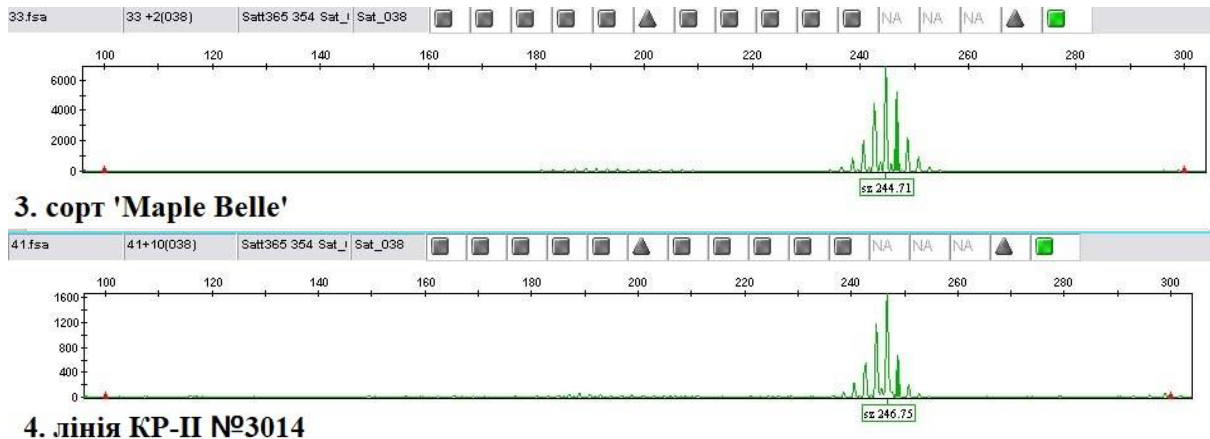 33.fsa 33 +2(038) Satt365 354 Sat_ Sat_038 NA NA NA
100 120 140 160 180 200 220 240 260 280 300
6000
4000
2000
0
sz 244.71
3. сорт 'Maple Belle'
41.fsa 41+10(038) Satt365 354 Sat_ Sat_038 NA NA NA
100 120 140 160 180 200 220 240 260 280 300
1600
1200
800
400
0
sz 246.75
4. лінія КР-ІІ №3014